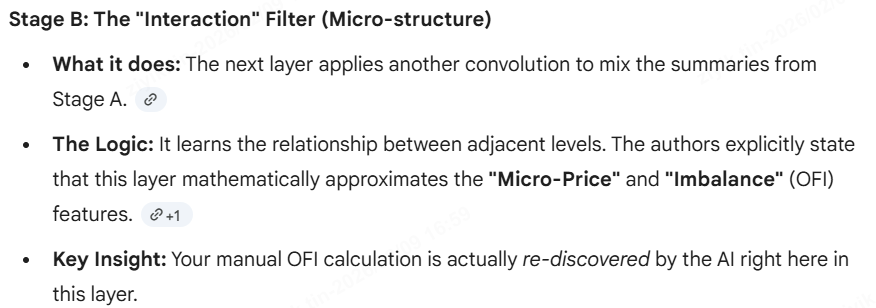 Stage B: The "Interaction" Filter (Micro-structure)
• What it does: The next layer applies another convolution to mix the summaries from
Stage A.
• The Logic: It learns the relationship between adjacent levels. The authors explicitly state
that this layer mathematically approximates the "Micro-Price" and "Imbalance" (OFI)
features. +1
• Key Insight: Your manual OFI calculation is actually re-discovered by the AI right here in
this layer.